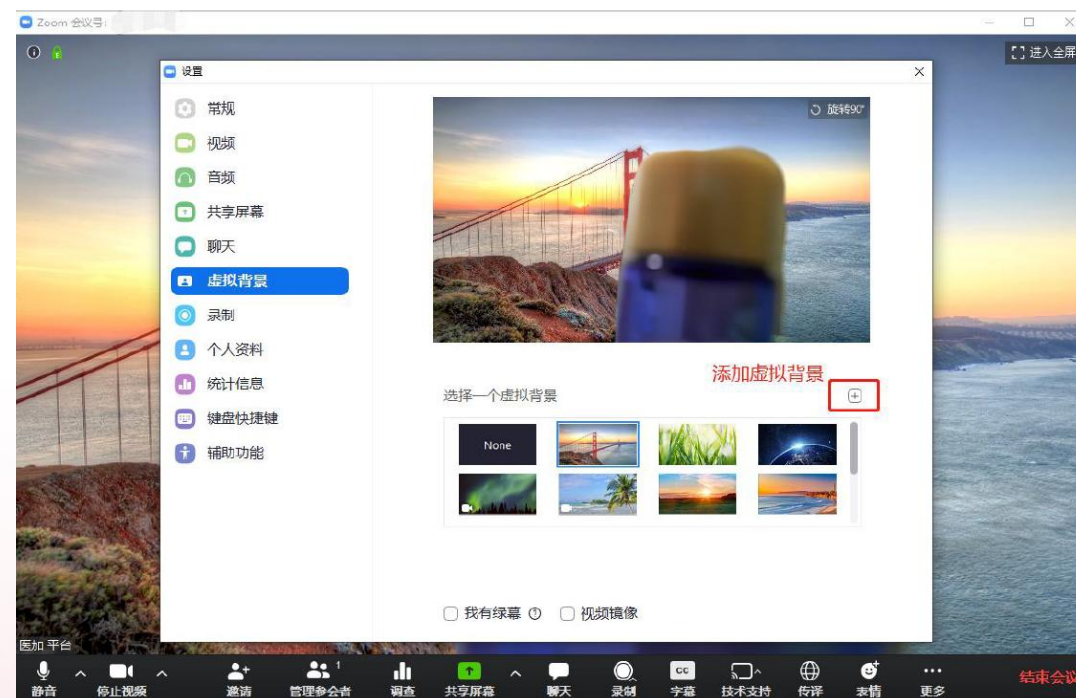 Zoom 会议号:
进入全屏
设置
常规
视频
音频
共享屏幕
聊天
虚拟背景
录制
个人资料
统计信息
键盘快捷键
辅助功能
旋转90°
添加虚拟背景
选择一个虚拟背景
None
我有绿幕
视频镜像
医加 平台
静音
停止视频
邀请
管理参会者
1
调查
共享屏幕
聊天
录制
CC
字幕
技术支持
传译
表情
更多
结束会议